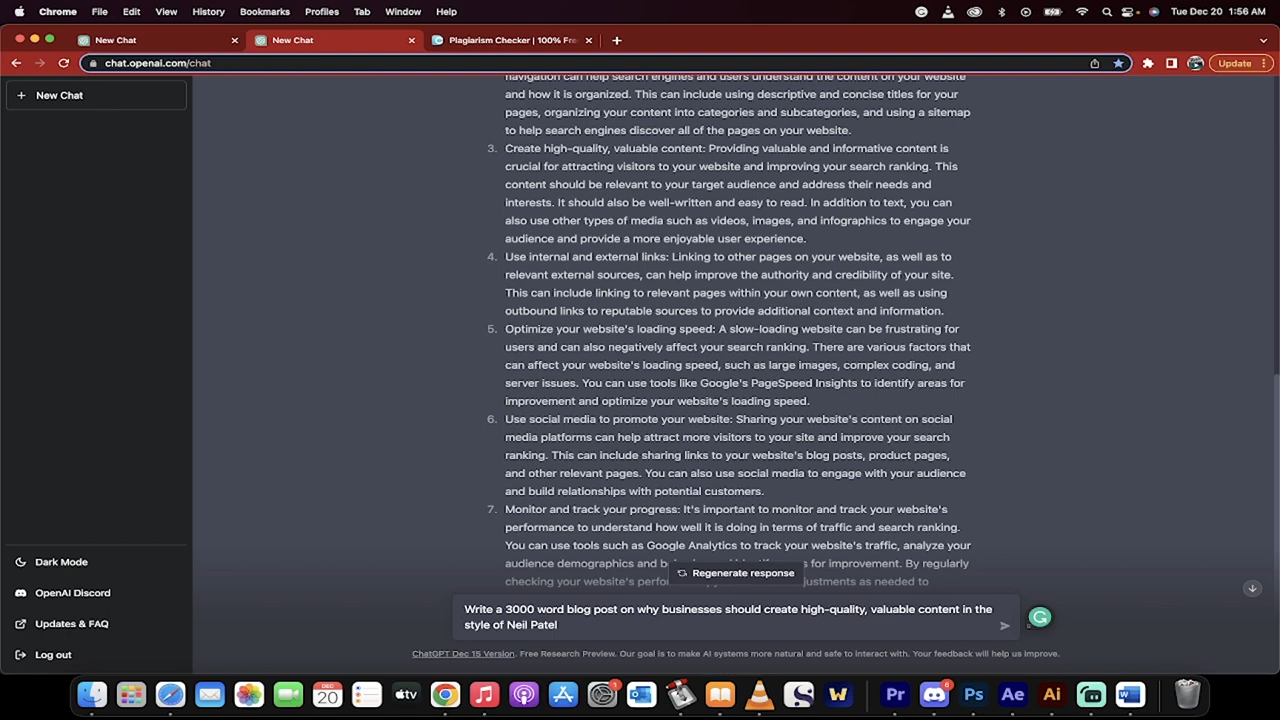 Chrome File Edit View History Bookmarks Profiles Tab Window Help Tue Dec 20 1:56 AM
New Chat New Chat Plagiarism Checker | 100% Fre
chat.openai.com/chat Update
New Chat
navigation can help search engines and users understand the content on your website
and how it is organized. This can include using descriptive and concise titles for your
pages, organizing your content into categories and subcategories, and using a sitemap
to help search engines discover all of the pages on your website.
3. Create high-quality, valuable content: Providing valuable and informative content is
crucial for attracting visitors to your website and improving your search ranking. This
content should be relevant to your target audience and address their needs and
interests. It should also be well-written and easy to read. In addition to text, you can
also use other types of media such as videos, images, and infographics to engage your
audience and provide a more enjoyable user experience.
4. Use internal and external links: Linking to other pages on your website, as well as to
relevant external sources, can help improve the authority and credibility of your site.
This can include linking to relevant pages within your own content, as well as using
outbound links to reputable sources to provide additional context and information.
5. Optimize your website's loading speed: A slow-loading website can be frustrating for
users and can also negatively affect your search ranking. There are various factors that
can affect your website's loading speed, such as large images, complex coding, and
server issues. You can use tools like Google's PageSpeed Insights to identify areas for
improvement and optimize your website's loading speed.
6. Use social media to promote your website: Sharing your website's content on social
media platforms can help attract more visitors to your site and improve your search
ranking. This can include sharing links to your website's blog posts, product pages,
and other relevant pages. You can also use social media to engage with your audience
and build relationships with potential customers.
7. Monitor and track your progress: It's important to monitor and track your website's
performance to understand how well it is doing in terms of traffic and search ranking.
You can use tools such as Google Analytics to track your website's traffic, analyze your
audience demographics and for improvement. By regularly
checking your website's adjustments as needed to
Regenerate response
Write a 3000 word blog post on why businesses should create high-quality, valuable content in the
style of Neil Patel
ChatGPT Dec 15 Version. Free Research Preview. Our goal is to make AI systems more natural and safe to interact with. Your feedback will help us improve.
Dark Mode
OpenAI Discord
Updates & FAQ
Log out
DEC
20
tv
1
W
Pr
6
Ps
Ae
Ai
W